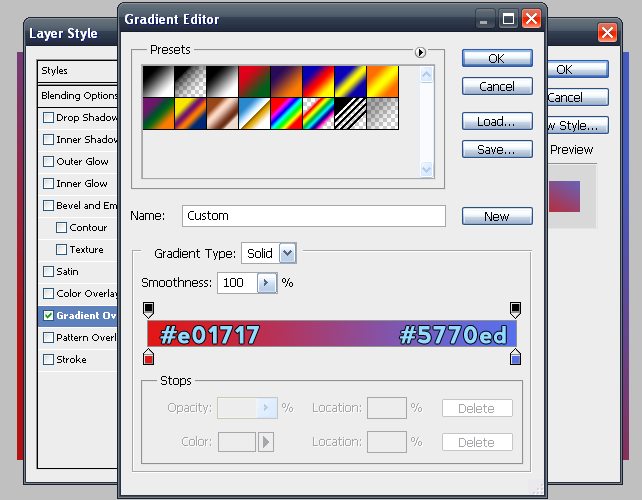 Layer Style
Styles
Blending Options
Drop Shadow
Inner Shadow
Outer Glow
Inner Glow
Bevel and Em
Contour
Texture
Satin
Color Overlay
Gradient Ov
Pattern Overl
Stroke
Gradient Editor
Presets
OK
Cancel
Load...
Save...
Name: Custom
New
Gradient Type: Solid
Smoothness: 100 %
#e01717 #5770ed
Stops
Opacity: % Location: % Delete
Color: Location: % Delete
OK
Cancel
w Style...
Preview